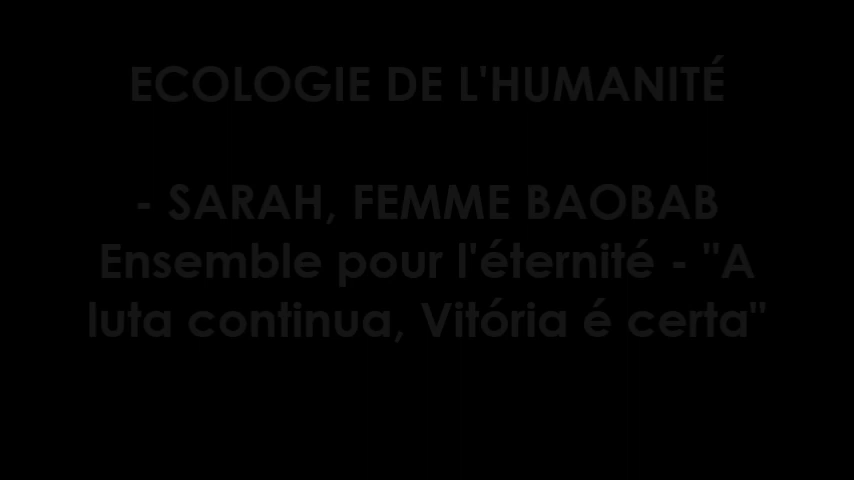 ECOLOGIE DE L'HUMANITÉ
- SARAH, FEMME BAOBAB
Ensemble pour l'éternité - "A
luta continua, Vitória é certa"